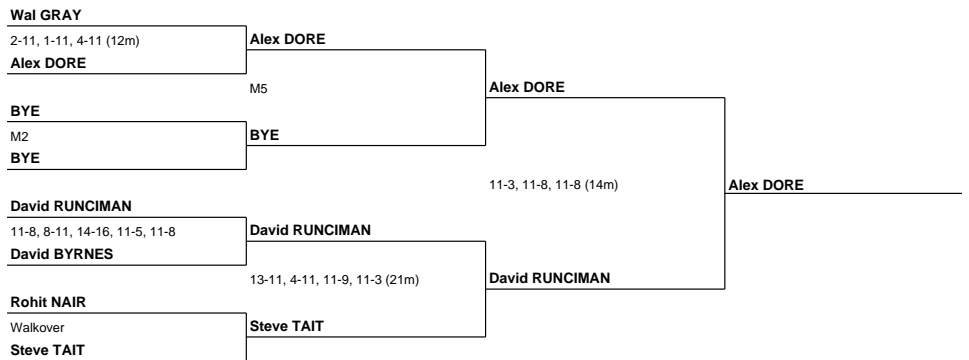 Wal GRAY
2-11, 1-11, 4-11 (12m)
Alex DORE
Alex DORE
M5
BYE
M2
BYE
BYE
Alex DORE
David RUNCIMAN
11-8, 8-11, 14-16, 11-5, 11-8
David BYRNES
David RUNCIMAN
13-11, 4-11, 11-9, 11-3 (21m)
Rohit NAIR
Walkover
Steve TAIT
Steve TAIT
David RUNCIMAN
11-3, 11-8, 11-8 (14m)
Alex DORE